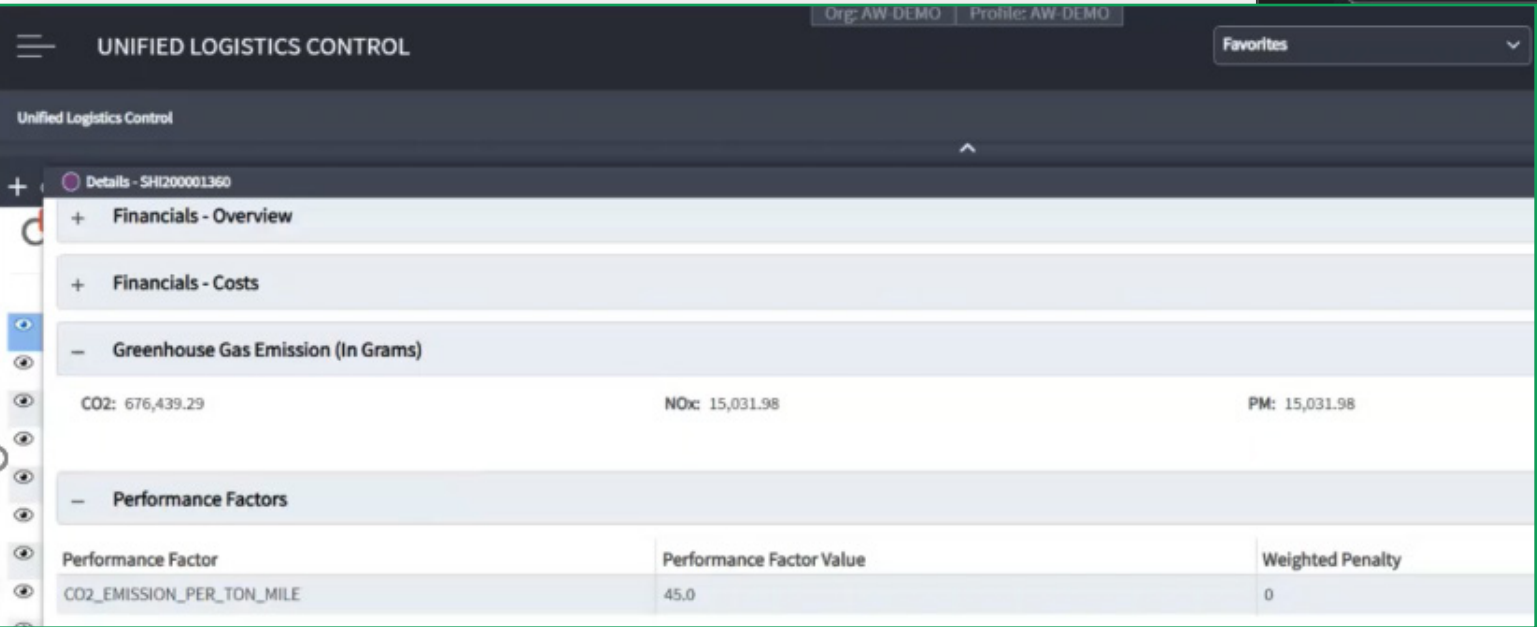 Org: AW-DEMO | Profile: AW-DEMO
UNIFIED LOGISTICS CONTROL
Favorites
Unified Logistics Control
Details - SHI200001360
+ Financials - Overview
+ Financials - Costs
– Greenhouse Gas Emission (In Grams)
CO2: 676,439.29 NOx: 15,031.98 PM: 15,031.98
– Performance Factors
Performance Factor Performance Factor Value Weighted Penalty
CO2_EMISSION_PER_TON_MILE 45.0 0